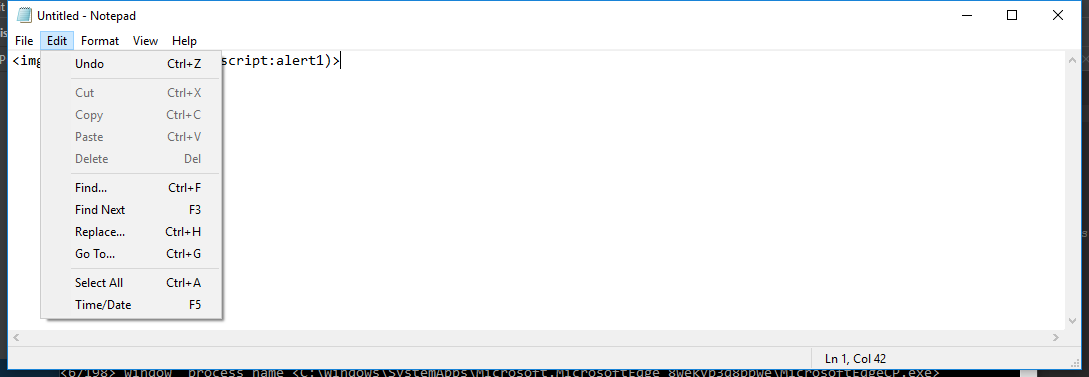 Untitled - Notepad
File Edit Format View Help
<img script:alert1)>
Undo Ctrl+Z
Cut Ctrl+X
Copy Ctrl+C
Paste Ctrl+V
Delete Del
Find... Ctrl+F
Find Next F3
Replace... Ctrl+H
Go To... Ctrl+G
Select All Ctrl+A
Time/Date F5
Ln 1, Col 42
<6/198> window process name <C:\Windows\SystemApps\Microsoft.MicrosoftEdge_8wekyb3d8bbwe\MicrosoftEdgeCP.exe>